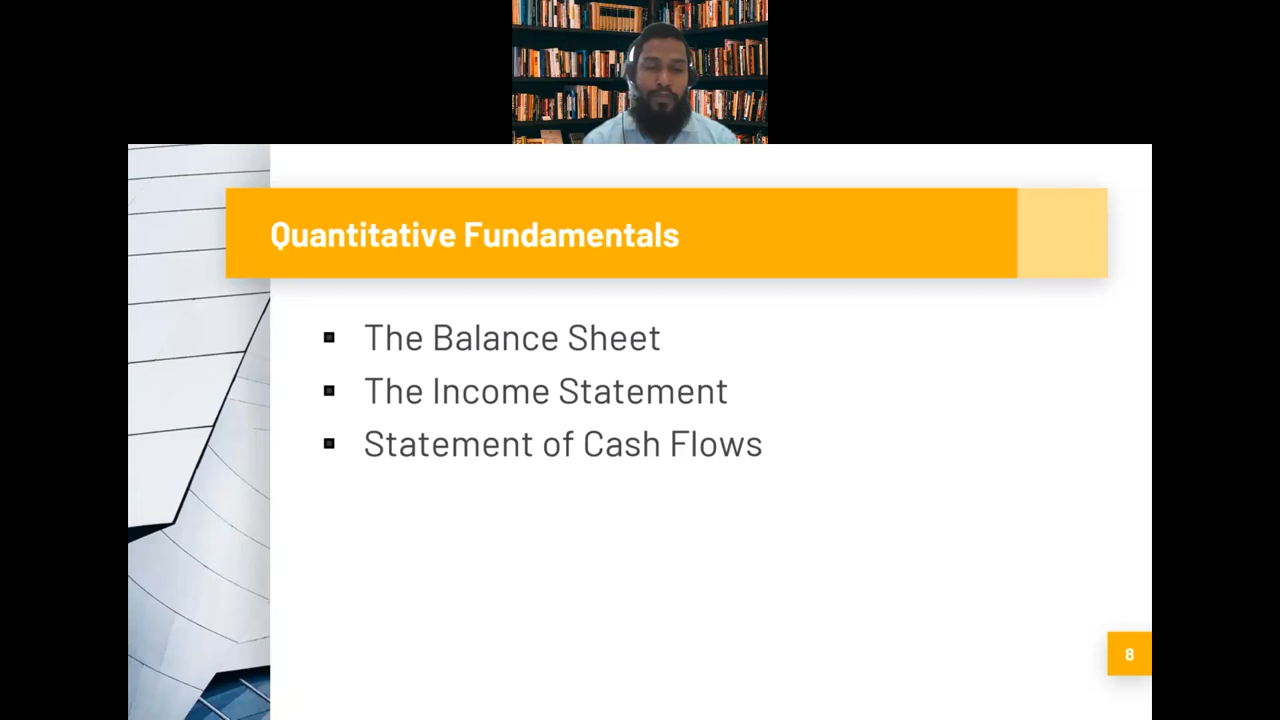 Quantitative Fundamentals
The Balance Sheet
The Income Statement
Statement of Cash Flows
8